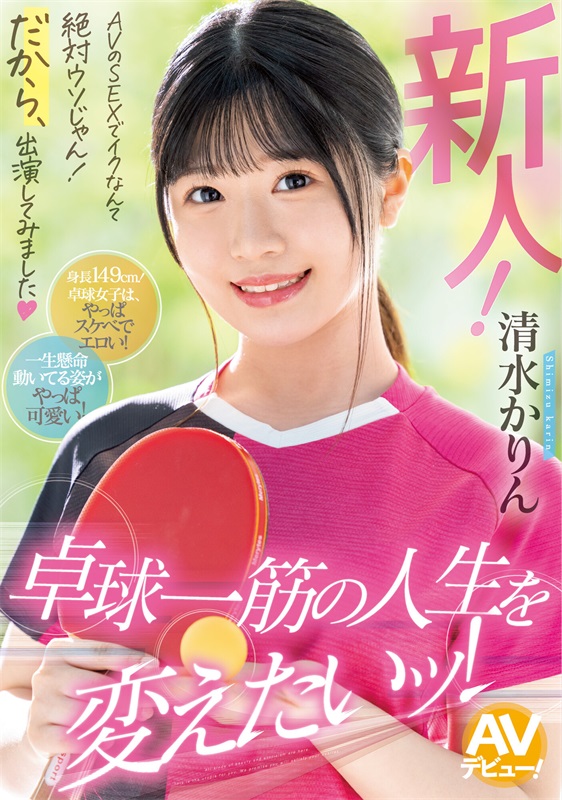 新人!
清水かりん
Shimizu karin
AVのSEXでイクなんて
絶対ウソじゃん!
だから、
出演してみました♥
身長149cm!
卓球女子は、
やっぱ
スケベで
エロい!
一生懸命
動いてる姿が
やっぱ
可愛い!
卓球一筋の人生を
変えたいッ!
AV
デビュー!